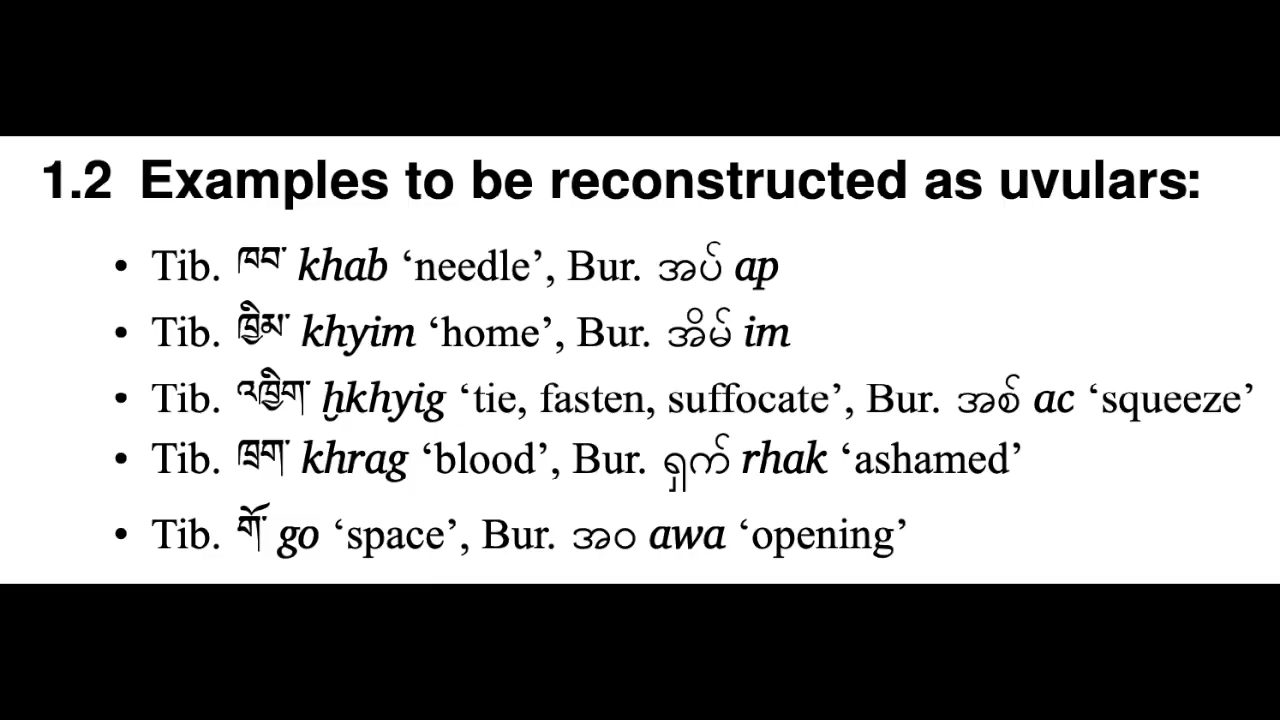 1.2 Examples to be reconstructed as uvulars:
• Tib. ཁབ་ khab ‘needle’, Bur. အပ် ap
• Tib. ཁྱིམ་ khyim ‘home’, Bur. အိမ် im
• Tib. འཁྱིག་ ḫkhyig ‘tie, fasten, suffocate’, Bur. အစ် ac ‘squeeze’
• Tib. ཁྲག་ khrag ‘blood’, Bur. ရှက် rhak ‘ashamed’
• Tib. གོ་ go ‘space’, Bur. အဝ awa ‘opening’